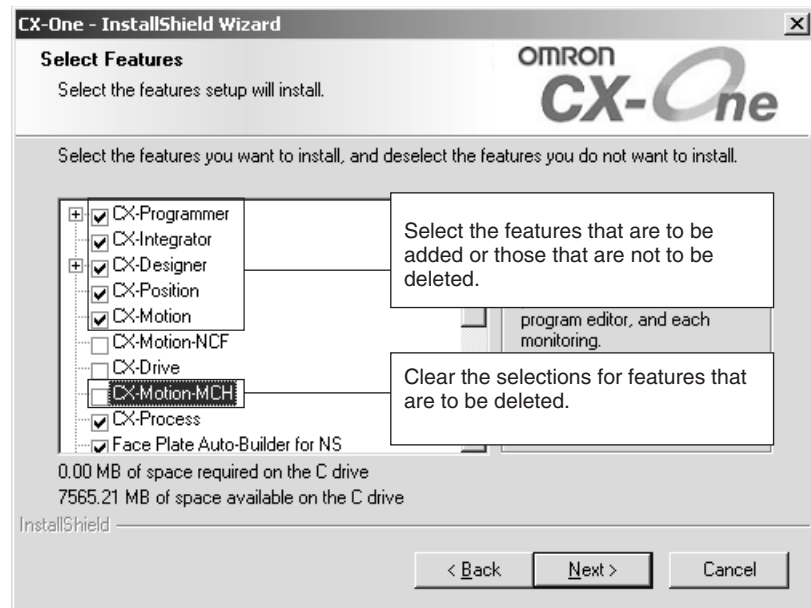 CX-One - InstallShield Wizard
Select Features
Select the features setup will install.
OMRON
CX-One
Select the features you want to install, and deselect the features you do not want to install.
CX-Programmer
CX-Integrator
CX-Designer
CX-Position
CX-Motion
CX-Motion-NCF
CX-Drive
CX-Motion-MCH
CX-Process
Face Plate Auto-Builder for NS
Select the features that are to be
added or those that are not to be
deleted.
program editor, and each
monitoring.
Clear the selections for features that
are to be deleted.
0.00 MB of space required on the C drive
7565.21 MB of space available on the C drive
InstallShield
< Back
Next >
Cancel